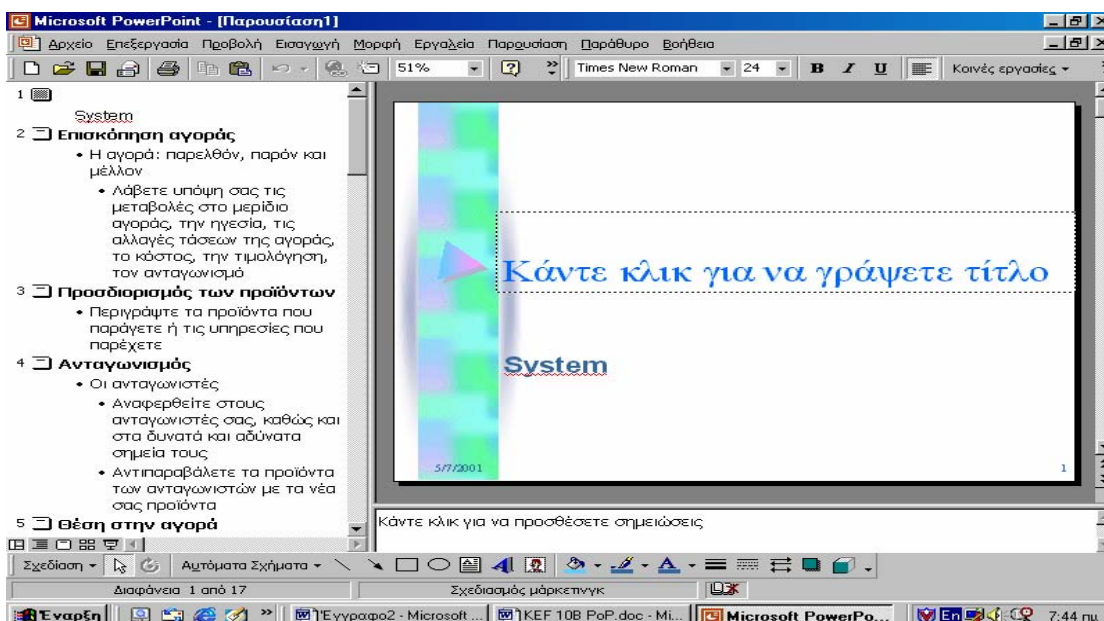 Microsoft PowerPoint - [Παρουσίαση1]
Αρχείο Επεξεργασία Προβολή Εισαγωγή Μορφή Εργαλεία Παρουσίαση Παράθυρο Βοήθεια
51% Times New Roman 24 B I U Κοινές εργασίες
1
System
2 Επισκόπηση αγοράς
• Η αγορά: παρελθόν, παρόν και
μέλλον
• Λάβετε υπόψη σας τις
μεταβολές στο μερίδιο
αγοράς, την ηγεσία, τις
αλλαγές τάσεων της αγοράς,
το κόστος, την τιμολόγηση,
τον ανταγωνισμό
3 Προσδιορισμός των προϊόντων
• Περιγράψτε τα προϊόντα που
παράγετε ή τις υπηρεσίες που
παρέχετε
4 Ανταγωνισμός
• Οι ανταγωνιστές
• Αναφερθείτε στους
ανταγωνιστές σας, καθώς και
στα δυνατά και αδύνατα
σημεία τους
• Αντιπαραβάλετε τα προϊόντα
των ανταγωνιστών με τα νέα
σας προϊόντα
5 Θέση στην αγορά
Κάντε κλικ για να γράψετε τίτλο
System
5/7/2001
1
Κάντε κλικ για να προσθέσετε σημειώσεις
Σχεδίαση Αυτόματα Σχήματα
Διαφάνεια 1 από 17 Σχεδιασμός μάρκετινγκ
Έναρξη » Έγγραφο2 - Microsoft ... KEF 10B PoP.doc - Mi... Microsoft PowerPo... En 7:44 πμ